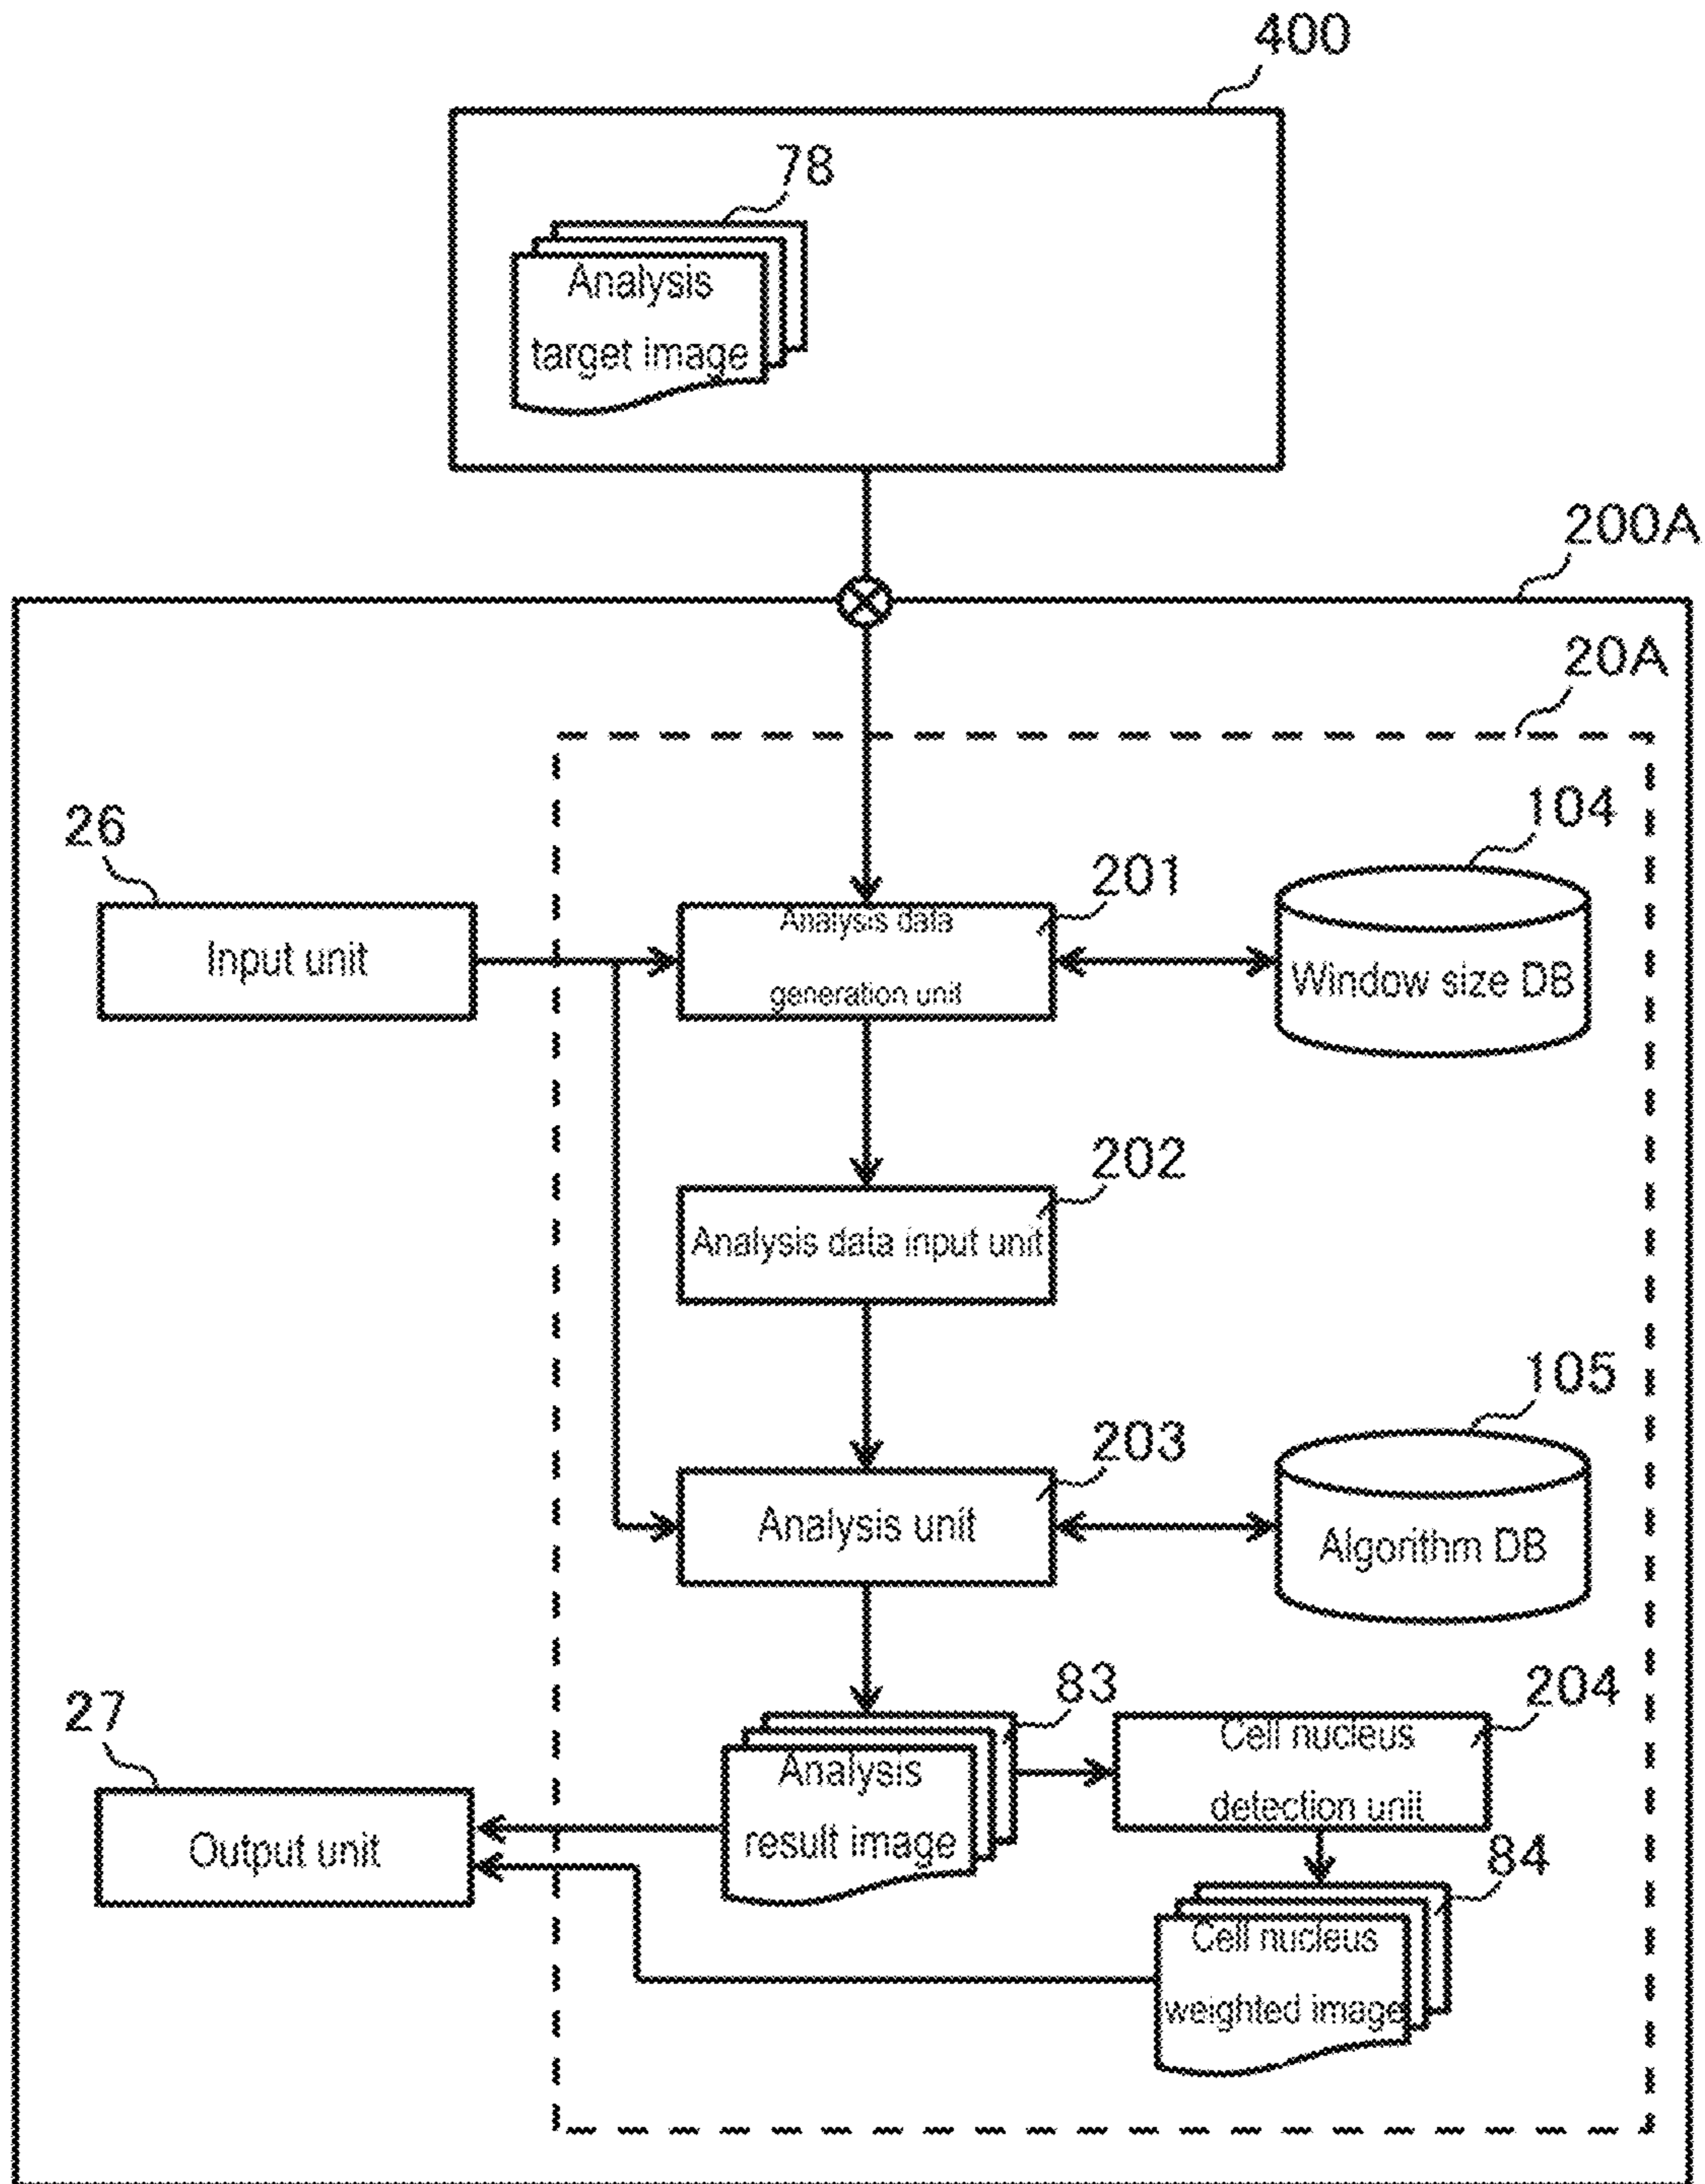 400
78
Analysis
target image
200A
20A
104
26
201
Input unit
Analysis data
generation unit
Window size DB
202
Analysis data input unit
105
203
Analysis unit
Algorithm DB
83
204
27
Cell nucleus
detection unit
Analysis
result image
Output unit
84
Cell nucleus
weighted image